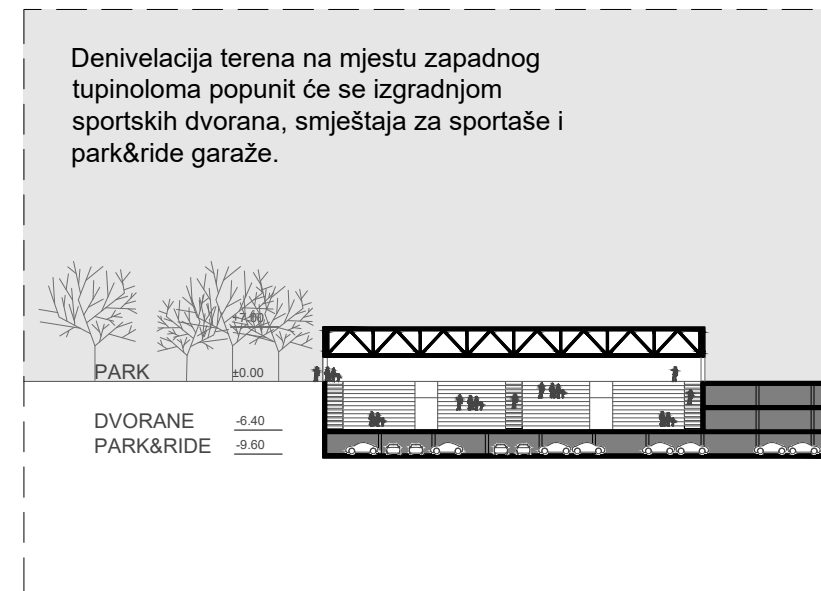 Denivelacija terena na mjestu zapadnog
tupinoloma popunit će se izgradnjom
sportskih dvorana, smještaja za sportaše i
park&ride garaže.
+7.00
PARK ±0.00
DVORANE -6.40
PARK&RIDE -9.60